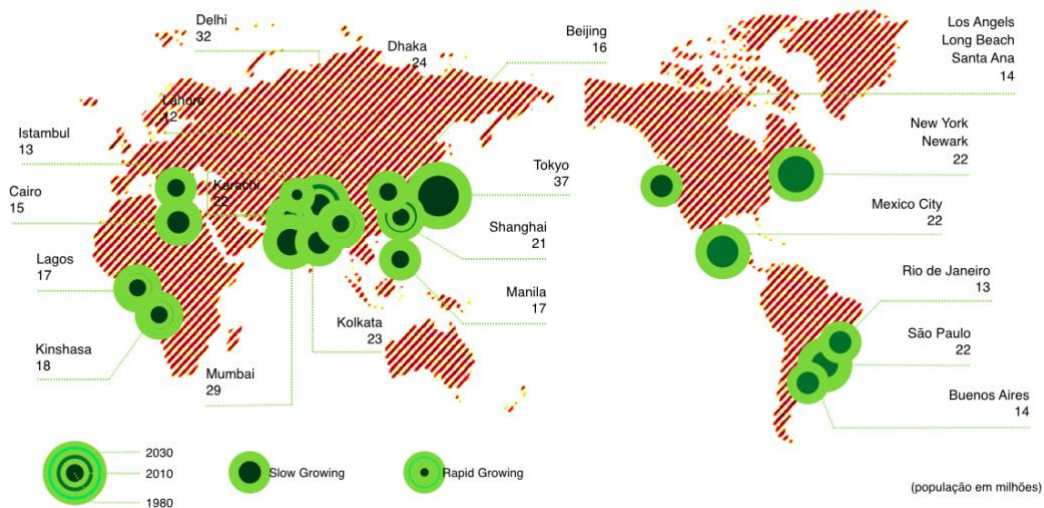 Delhi
32
Dhaka
24
Beijing
16
Los Angels
Long Beach
Santa Ana
14
Lahore
12
Istambul
13
New York
Newark
22
Cairo
15
Karachi
22
Tokyo
37
Mexico City
22
Shanghai
21
Lagos
17
Manila
17
Rio de Janeiro
13
Kinshasa
18
Kolkata
23
São Paulo
22
Mumbai
29
Buenos Aires
14
2030
2010
1980
Slow Growing
Rapid Growing
(população em milhões)